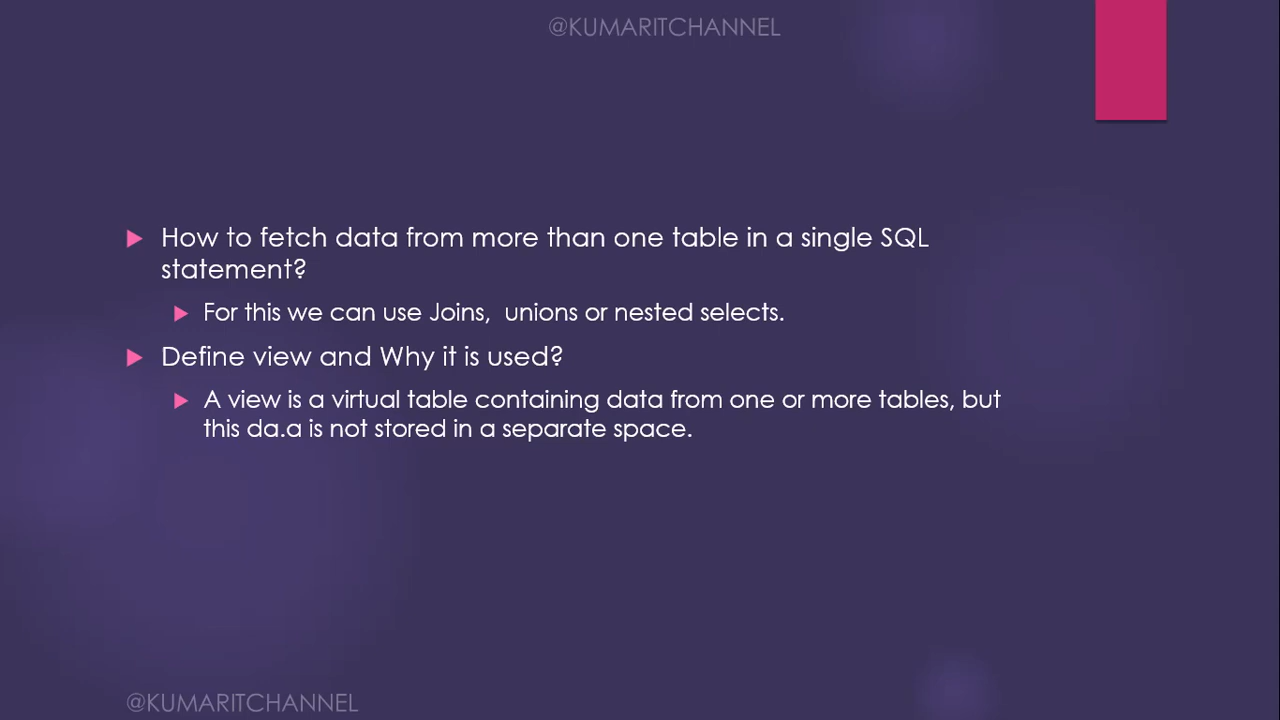 @KUMARITCHANNEL
How to fetch data from more than one table in a single SQL
statement?
For this we can use Joins,  unions or nested selects.
Define view and Why it is used?
A view is a virtual table containing data from one or more tables, but
this da.a is not stored in a separate space.
@KUMARITCHANNEL